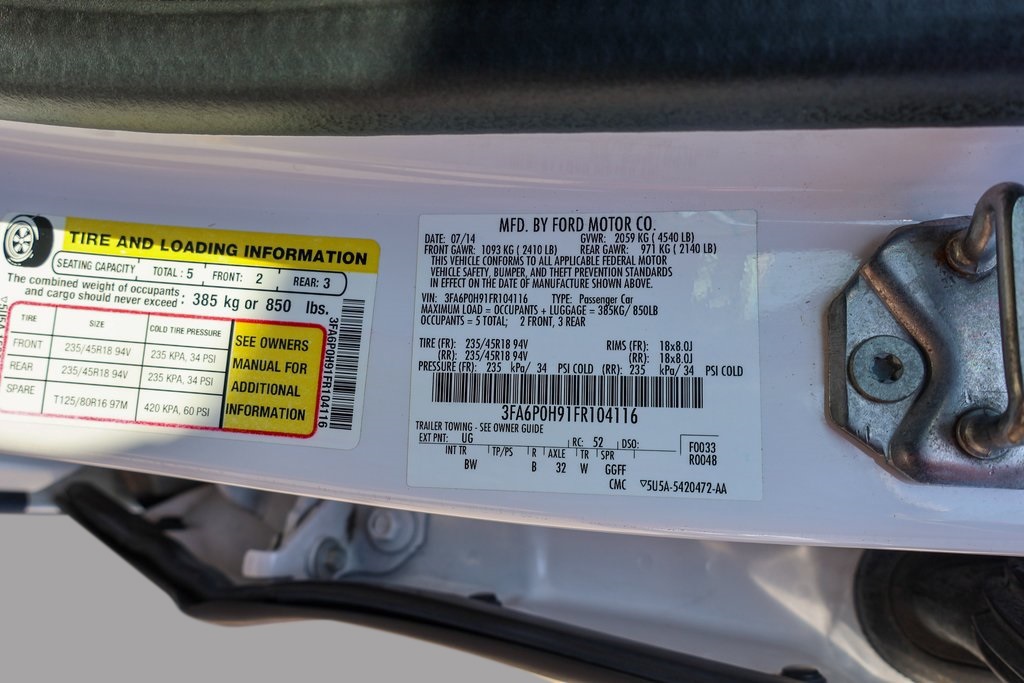 TIRE AND LOADING INFORMATION
SEATING CAPACITY TOTAL : 5 FRONT: 2 REAR: 3
The combined weight of occupants and cargo should never exceed : 385 kg or 850 lbs.
TIRE SIZE COLD TIRE PRESSURE
FRONT 235/45R18 94V 235 KPA, 34 PSI
REAR 235/45R18 94V 235 KPA, 34 PSI
SPARE T125/80R16 97M 420 KPA, 60 PSI
SEE OWNERS
MANUAL FOR
ADDITIONAL
INFORMATION
3FA6P0H91FR104116
MFD. BY FORD MOTOR CO.
DATE: 07/14 GVWR: 2059 KG ( 4540 LB)
FRONT GAWR: 1093 KG ( 2410 LB) REAR GAWR: 971 KG ( 2140 LB)
THIS VEHICLE CONFORMS TO ALL APPLICABLE FEDERAL MOTOR
VEHICLE SAFETY, BUMPER, AND THEFT PREVENTION STANDARDS
IN EFFECT ON THE DATE OF MANUFACTURE SHOWN ABOVE.
VIN: 3FA6P0H91FR104116 TYPE: Passenger Car
MAXIMUM LOAD = OCCUPANTS + LUGGAGE = 385KG/ 850LB
OCCUPANTS = 5 TOTAL; 2 FRONT, 3 REAR
TIRE (FR): 235/45R18 94V RIMS (FR): 18x8.0J
(RR): 235/45R18 94V (RR): 18x8.0J
PRESSURE (FR): 235 kPa/ 34 PSI COLD (RR): 235 kPa/ 34 PSI COLD
3FA6P0H91FR104116
TRAILER TOWING - SEE OWNER GUIDE
EXT PNT: UG RC: 52 DSO: F0033
INT TR TP/PS R AXLE TR SPR R0048
BW B 32 W GGFF
CMC ▽5U5A-5420472-AA